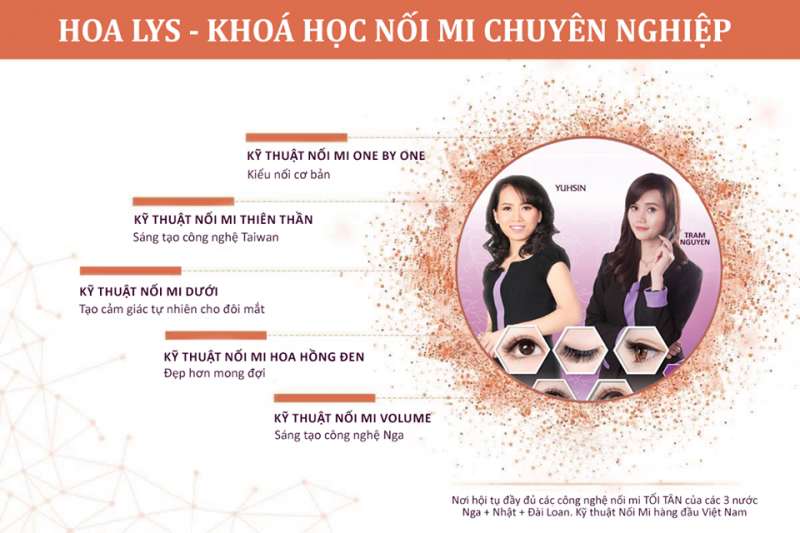 HOA LYS - KHOÁ HỌC NỐI MI CHUYÊN NGHIỆP
KỸ THUẬT NỐI MI ONE BY ONE
Kiểu nối cơ bản
KỸ THUẬT NỐI MI THIÊN THẦN
Sáng tạo công nghệ Taiwan
KỸ THUẬT NỐI MI DƯỚI
Tạo cảm giác tự nhiên cho đôi mắt
KỸ THUẬT NỐI MI HOA HỒNG ĐEN
Đẹp hơn mong đợi
KỸ THUẬT NỐI MI VOLUME
Sáng tạo công nghệ Nga
YUHSIN
TRAM
NGUYEN
Nơi hội tụ đầy đủ các công nghệ nối mi TỐI TÂN của các 3 nước
Nga + Nhật + Đài Loan. Kỹ thuật Nối Mi hàng đầu Việt Nam